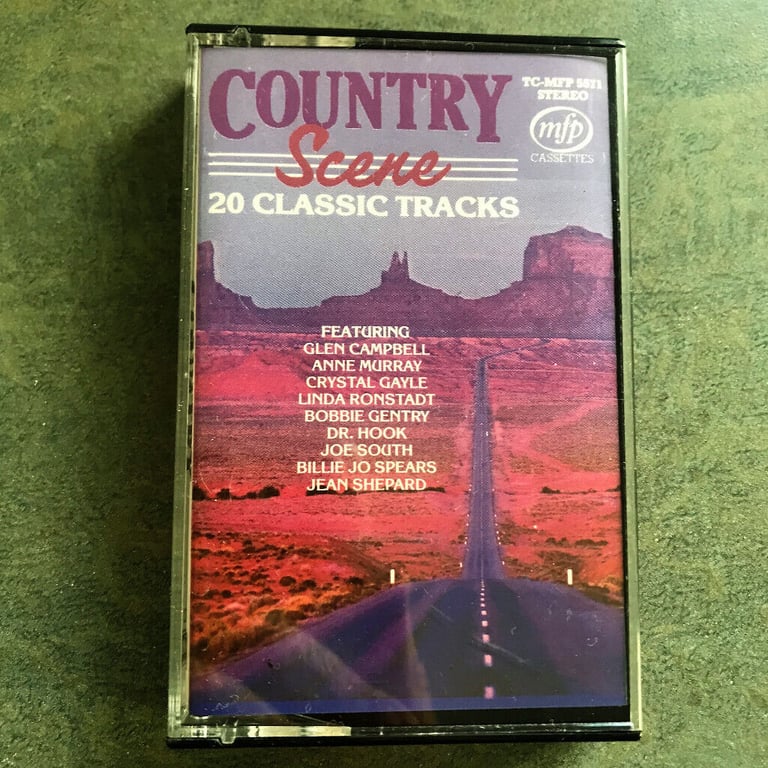 COUNTRY
Scene
20 CLASSIC TRACKS
TC-MFP 5671
STEREO
mfp
CASSETTES
FEATURING
GLEN CAMPBELL
ANNE MURRAY
CRYSTAL GAYLE
LINDA RONSTADT
BOBBIE GENTRY
DR. HOOK
JOE SOUTH
BILLIE JO SPEARS
JEAN SHEPARD